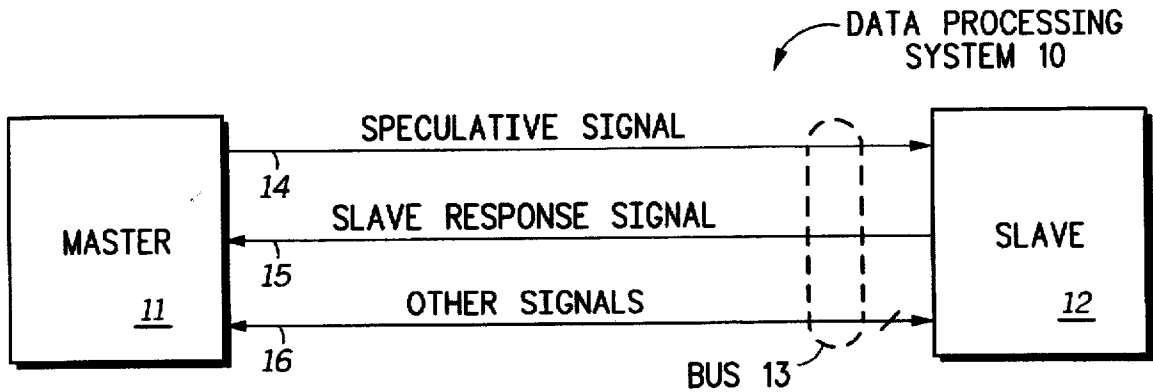 DATA PROCESSING
SYSTEM 10
SPECULATIVE SIGNAL
14
SLAVE RESPONSE SIGNAL
MASTER
SLAVE
15
OTHER SIGNALS
11
12
16
BUS 13